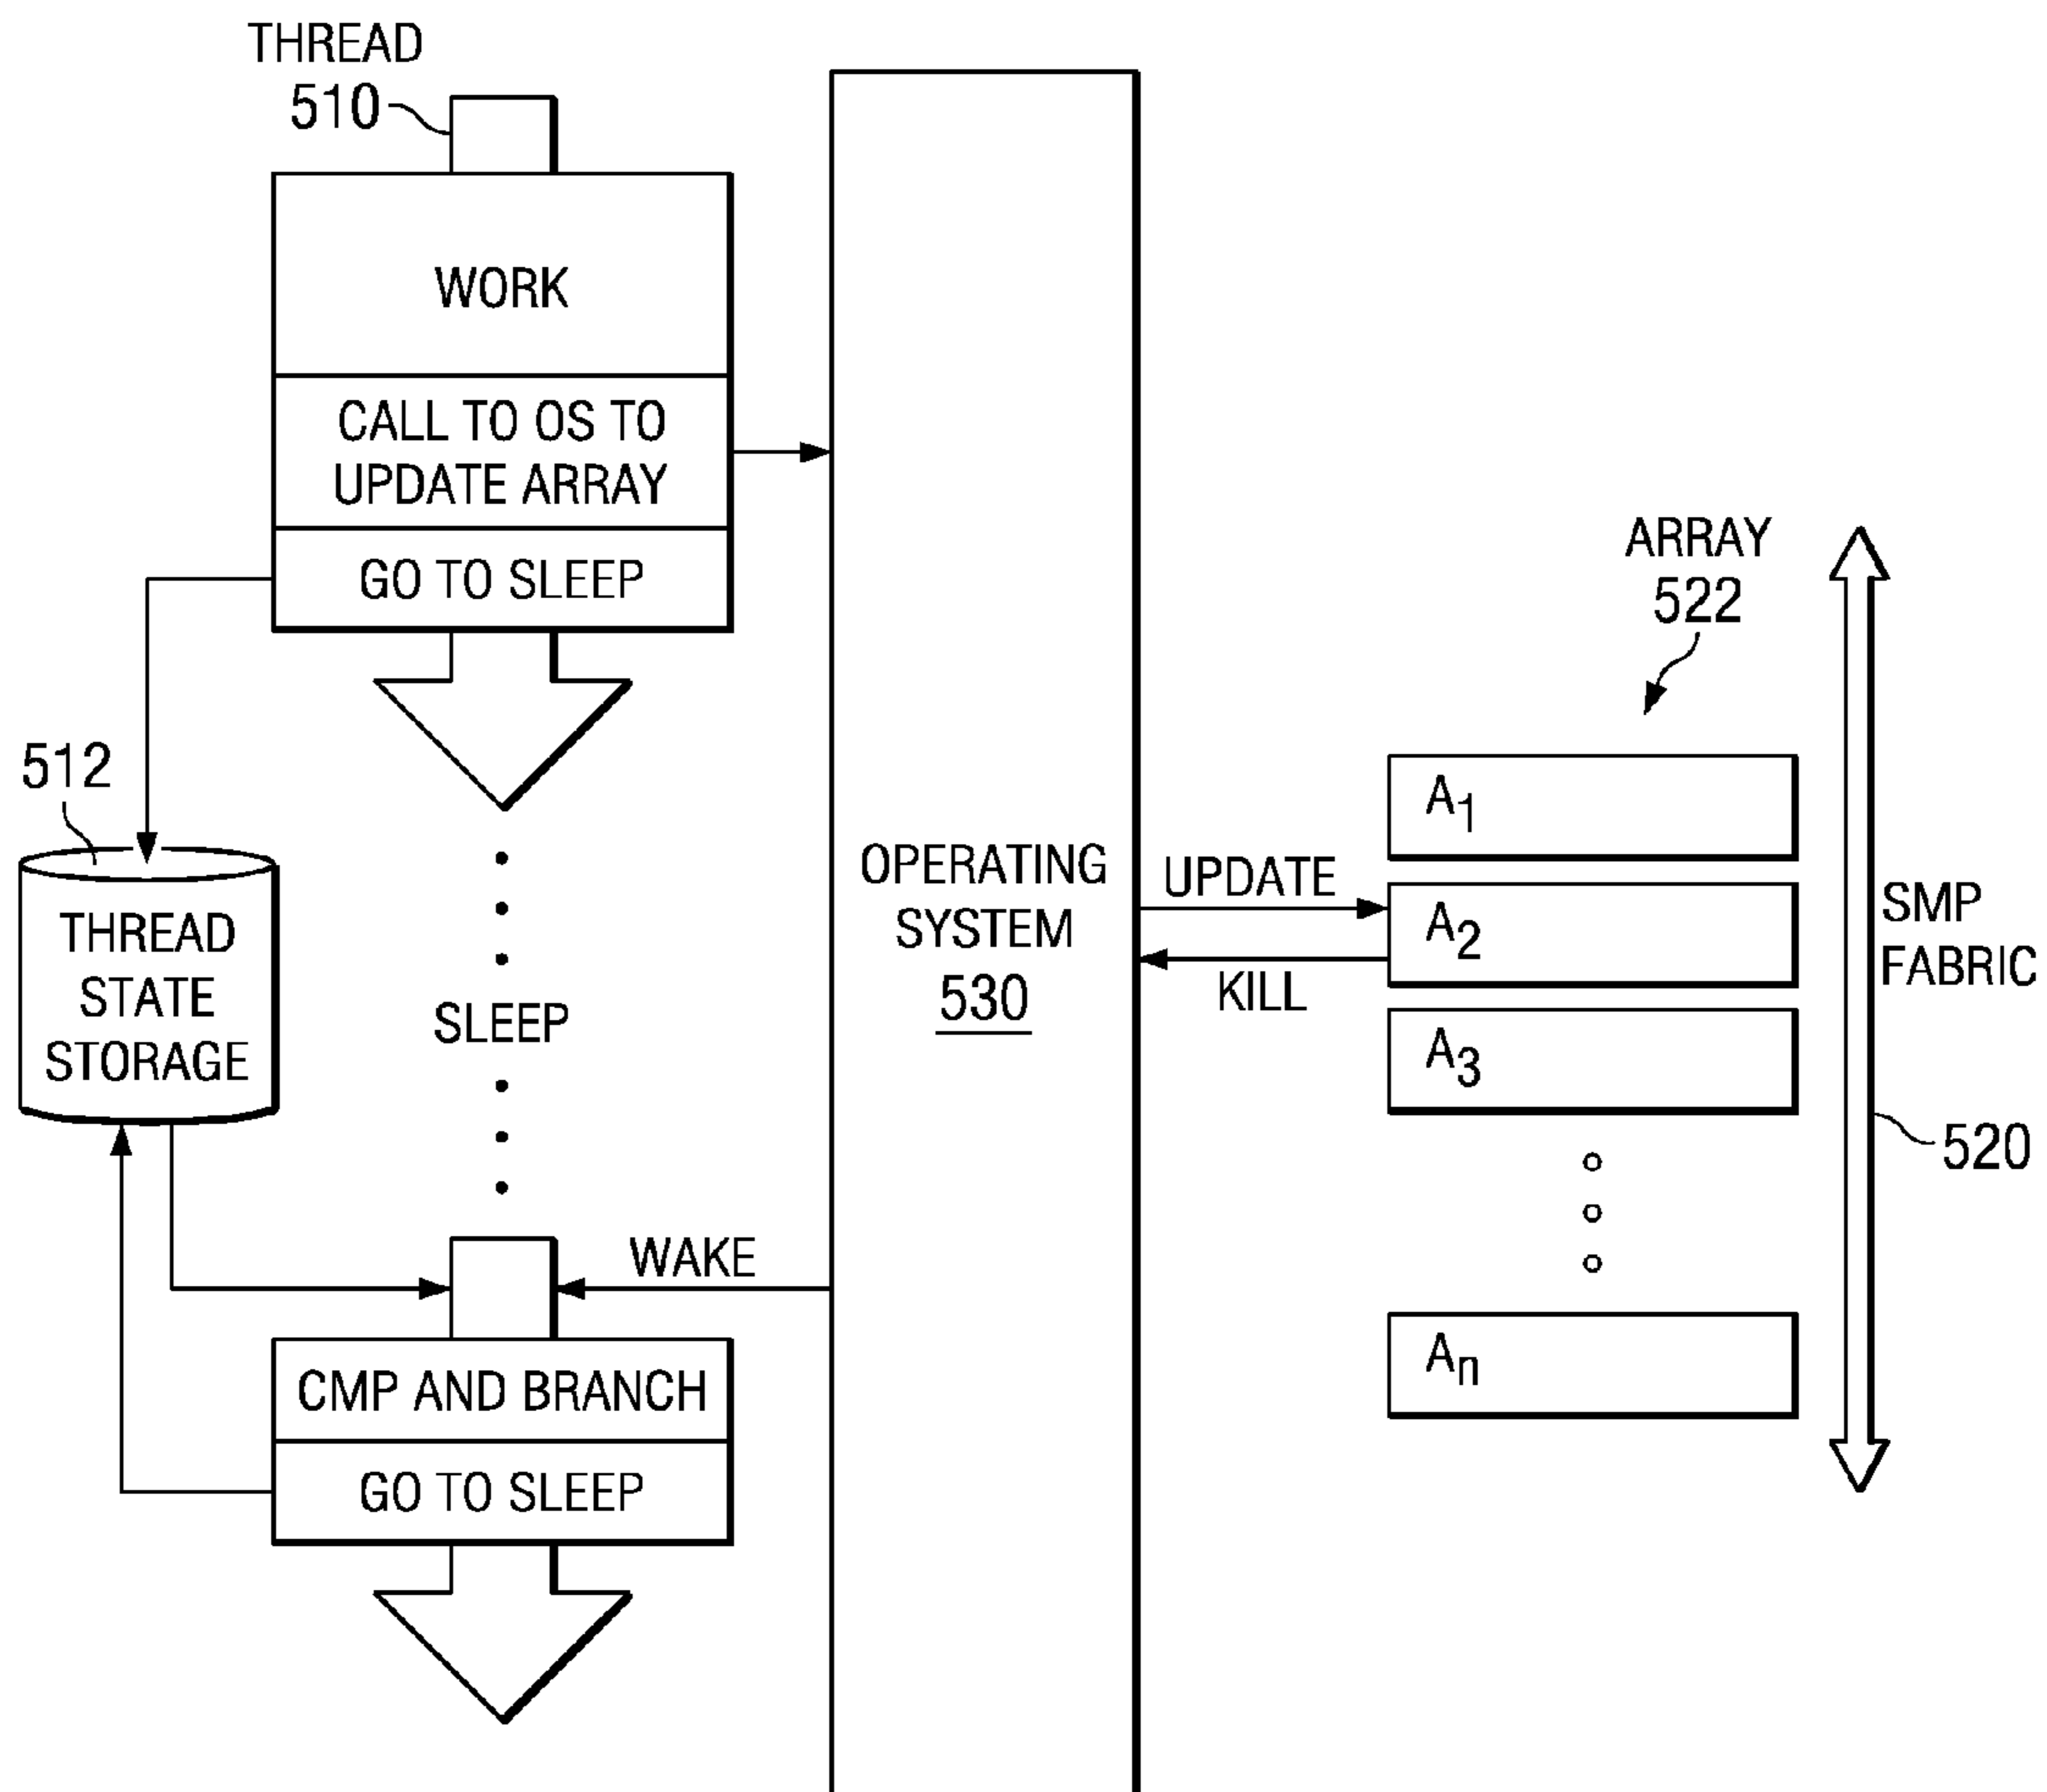 THREAD
510
WORK
CALL TO OS TO
UPDATE ARRAY
GO TO SLEEP
512
THREAD
STATE
STORAGE
SLEEP
WAKE
CMP AND BRANCH
GO TO SLEEP
OPERATING
SYSTEM
530
UPDATE
KILL
ARRAY
522
A1
A2
A3
An
SMP
FABRIC
520